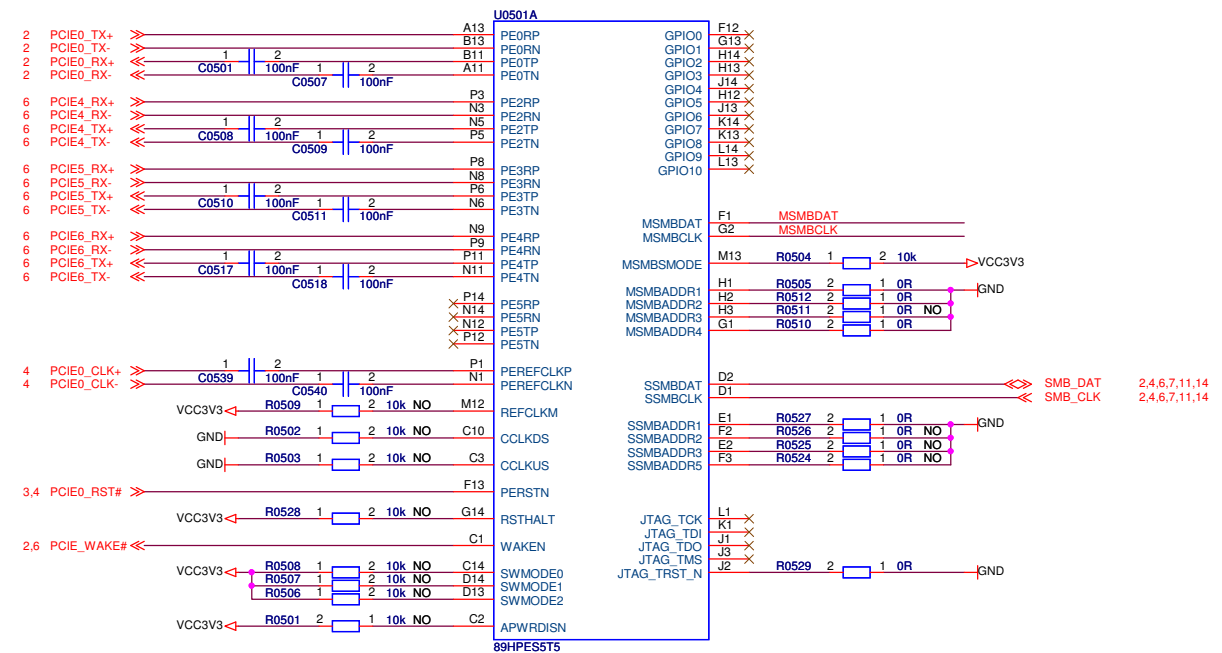 U0501A
2 PCIE0_TX+ A13 PE0RP GPIO0 F12
2 PCIE0_TX- B13 PE0RN GPIO1 G13
2 PCIE0_RX+ C0501 1 2 100nF B11 PE0TP GPIO2 H14
2 PCIE0_RX- C0507 1 2 100nF A11 PE0TN GPIO3 H13
GPIO4 J14
6 PCIE4_RX+ P3 PE2RP GPIO5 H12
6 PCIE4_RX- N3 PE2RN GPIO6 J13
6 PCIE4_TX+ C0508 1 2 100nF N5 PE2TP GPIO7 K14
6 PCIE4_TX- C0509 1 2 100nF P5 PE2TN GPIO8 K13
GPIO9 L14
6 PCIE5_RX+ P8 PE3RP GPIO10 L13
6 PCIE5_RX- N8 PE3RN
6 PCIE5_TX+ C0510 1 2 100nF P6 PE3TP
6 PCIE5_TX- C0511 1 2 100nF N6 PE3TN
MSMBDAT F1 MSMBDAT
6 PCIE6_RX+ N9 PE4RP MSMBCLK G2 MSMBCLK
6 PCIE6_RX- P9 PE4RN
6 PCIE6_TX+ C0517 1 2 100nF P11 PE4TP MSMBSMODE M13 R0504 1 2 10k VCC3V3
6 PCIE6_TX- C0518 1 2 100nF N11 PE4TN
MSMBADDR1 H1 R0505 2 1 0R GND
P14 PE5RP MSMBADDR2 H2 R0512 2 1 0R
N14 PE5RN MSMBADDR3 H3 R0511 2 1 0R NO
N12 PE5TP MSMBADDR4 G1 R0510 2 1 0R
P12 PE5TN
4 PCIE0_CLK+ C0539 1 2 100nF P1 PEREFCLKP
4 PCIE0_CLK- C0540 1 2 100nF N1 PEREFCLKN SSMBDAT D2 SMB_DAT 2,4,6,7,11,14
SSMBCLK D1 SMB_CLK 2,4,6,7,11,14
VCC3V3 R0509 1 2 10k NO M12 REFCLKM
SSMBADDR1 E1 R0527 2 1 0R GND
GND R0502 1 2 10k NO C10 CCLKDS SSMBADDR2 F2 R0526 2 1 0R NO
SSMBADDR3 E2 R0525 2 1 0R NO
GND R0503 1 2 10k NO C3 CCLKUS SSMBADDR5 F3 R0524 2 1 0R NO
3,4 PCIE0_RST# F13 PERSTN
VCC3V3 R0528 1 2 10k NO G14 RSTHALT JTAG_TCK L1
JTAG_TDI K1
2,6 PCIE_WAKE# C1 WAKEN JTAG_TDO J1
JTAG_TMS J3
VCC3V3 R0508 1 2 10k NO C14 SWMODE0 JTAG_TRST_N J2 R0529 2 1 0R GND
R0507 1 2 10k NO D14 SWMODE1
R0506 1 2 10k NO D13 SWMODE2
VCC3V3 R0501 2 1 10k NO C2 APWRDISN
89HPES5T5